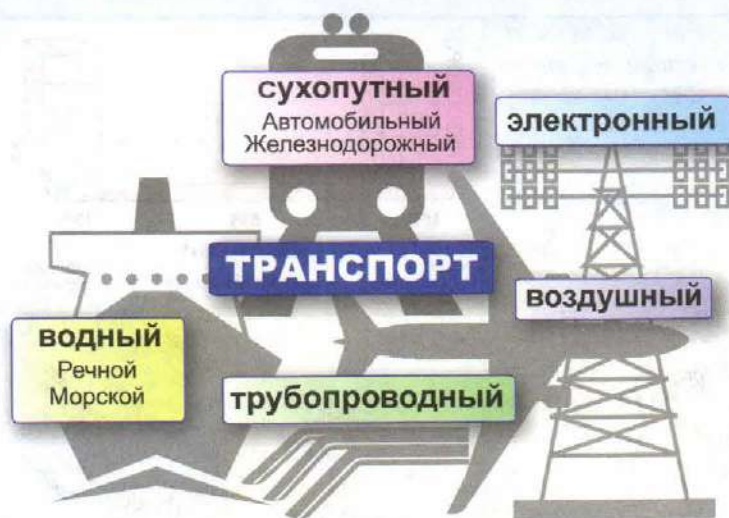 сухопутный
Автомобильный
Железнодорожный
электронный
ТРАНСПОРТ
воздушный
водный
Речной
Морской
трубопроводный